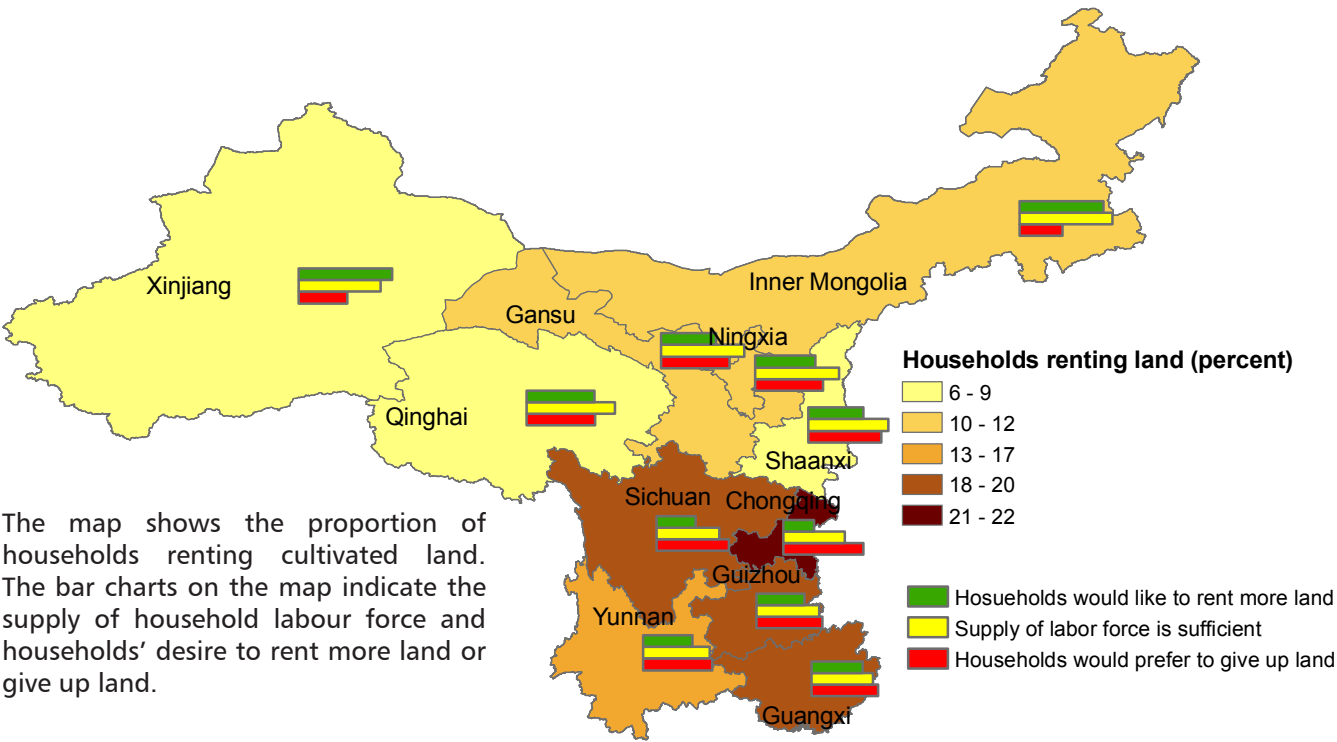 Xinjiang
Inner Mongolia
Gansu
Ningxia
Households renting land (percent)
6 - 9
10 - 12
13 - 17
18 - 20
21 - 22
Qinghai
Shaanxi
Sichuan
Chongqing
Guizhou
Yunnan
Guangxi
The map shows the proportion of
households renting cultivated land.
The bar charts on the map indicate the
supply of household labour force and
households’ desire to rent more land or
give up land.
Hosueholds would like to rent more land
Supply of labor force is sufficient
Households would prefer to give up land